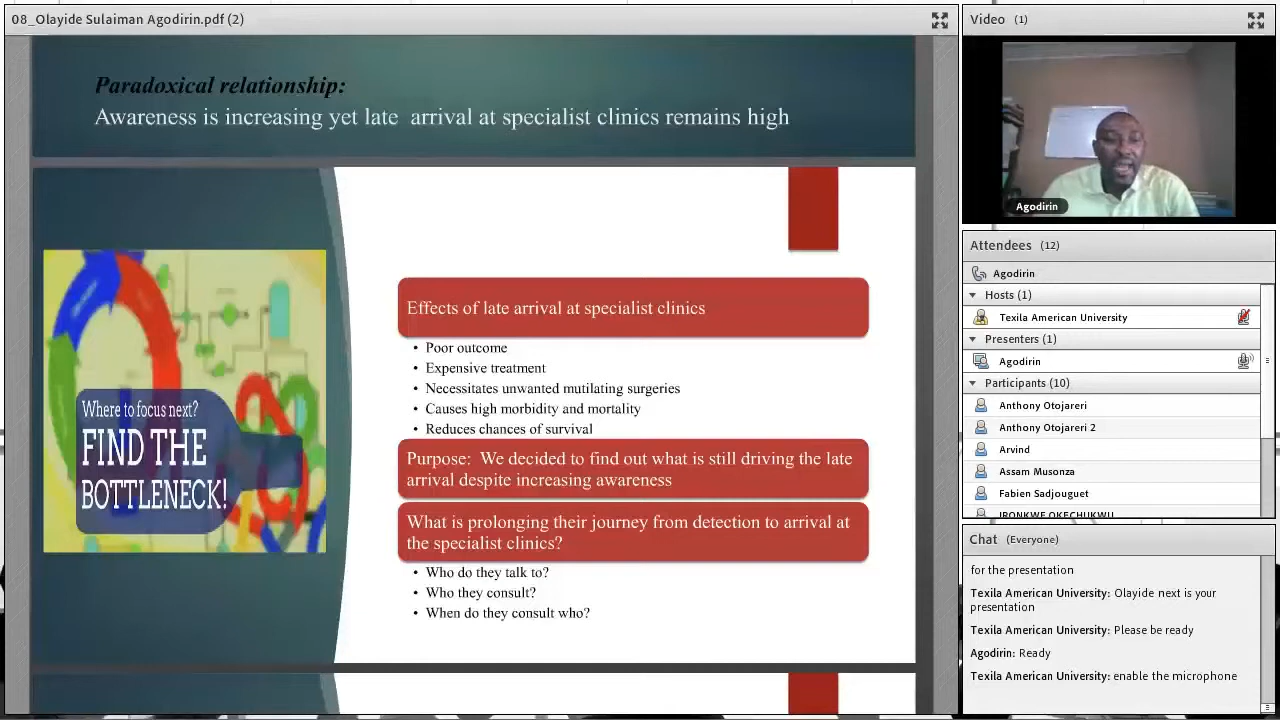 08_Olayide Sulaiman Agodirin.pdf (2)
Paradoxical relationship:
Awareness is increasing yet late arrival at specialist clinics remains high
Where to focus next?
FIND THE
BOTTLENECK!
Effects of late arrival at specialist clinics
• Poor outcome
• Expensive treatment
• Necessitates unwanted mutilating surgeries
• Causes high morbidity and mortality
• Reduces chances of survival
Purpose: We decided to find out what is still driving the late
arrival despite increasing awareness
What is prolonging their journey from detection to arrival at
the specialist clinics?
• Who do they talk to?
• Who they consult?
• When do they consult who?
Video (1)
Agodirin
Attendees (12)
Agodirin
Hosts (1)
Texila American University
Presenters (1)
Agodirin
Participants (10)
Anthony Otojareri
Anthony Otojareri 2
Arvind
Assam Musonza
Fabien Sadjouguet
IRONKWE OKECHUKWU
Chat (Everyone)
for the presentation
Texila American University: Olayide next is your
presentation
Texila American University: Please be ready
Agodirin: Ready
Texila American University: enable the microphone